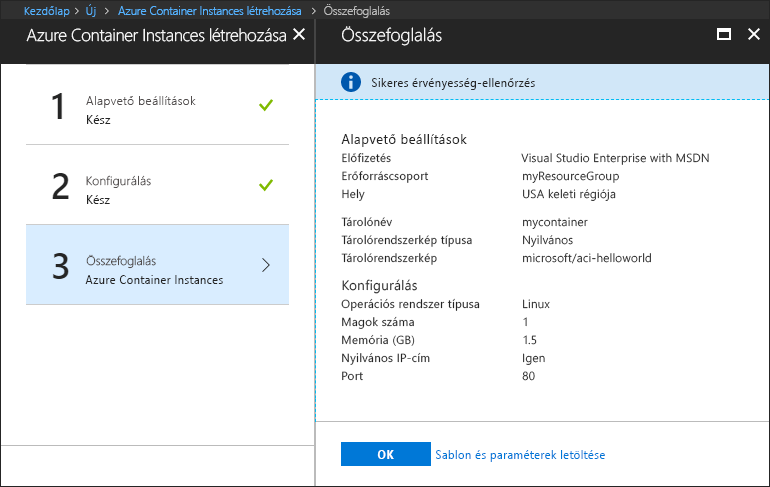 Kezdőlap > Új > Azure Container Instances létrehozása > Összefoglalás
Azure Container Instances létrehozása
1
Alapvető beállítások
Kész
2
Konfigurálás
Kész
3
Összefoglalás
Azure Container Instances
Összefoglalás
Sikeres érvényesség-ellenőrzés
Alapvető beállítások
Előfizetés Visual Studio Enterprise with MSDN
Erőforráscsoport myResourceGroup
Hely USA keleti régiója
Tárolónév mycontainer
Tárolórendszerkép típusa Nyilvános
Tárolórendszerkép microsoft/aci-helloworld
Konfigurálás
Operációs rendszer típusa Linux
Magok száma 1
Memória (GB) 1.5
Nyilvános IP-cím Igen
Port 80
OK Sablon és paraméterek letöltése